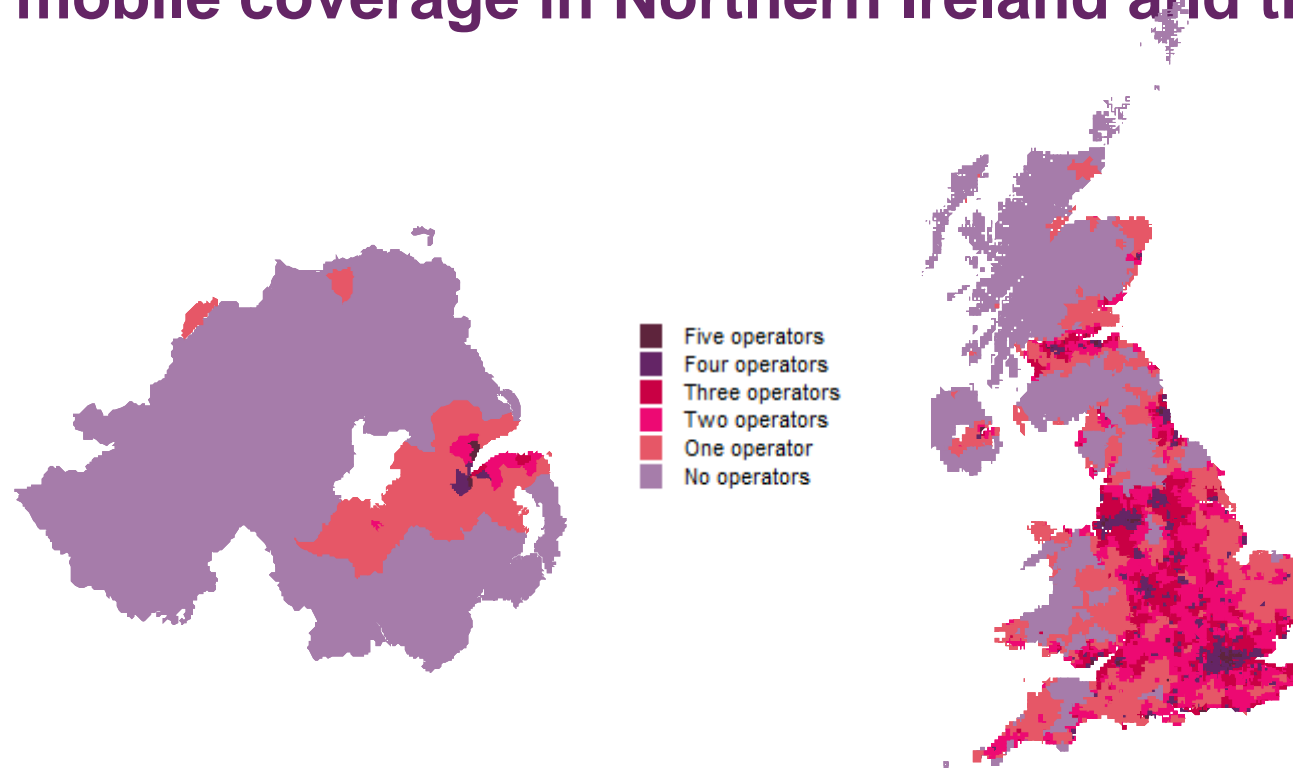 mobile coverage in Northern Ireland and
Five operators
Four operators
Three operators
Two operators
One operator
No operators